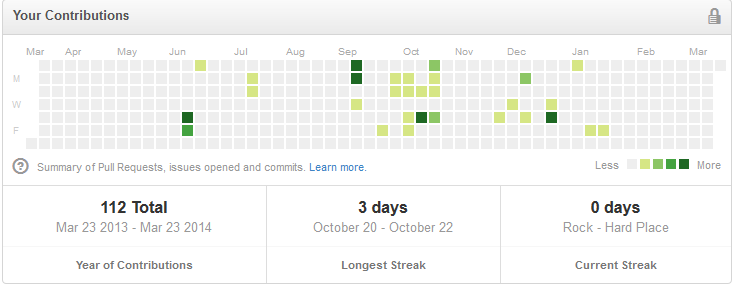 Your Contributions
Mar Apr May Jun Jul Aug Sep Oct Nov Dec Jan Feb Mar
M
W
F
? Summary of Pull Requests, issues opened and commits. Learn more. Less More
112 Total 3 days 0 days
Mar 23 2013 - Mar 23 2014 October 20 - October 22 Rock - Hard Place
Year of Contributions Longest Streak Current Streak